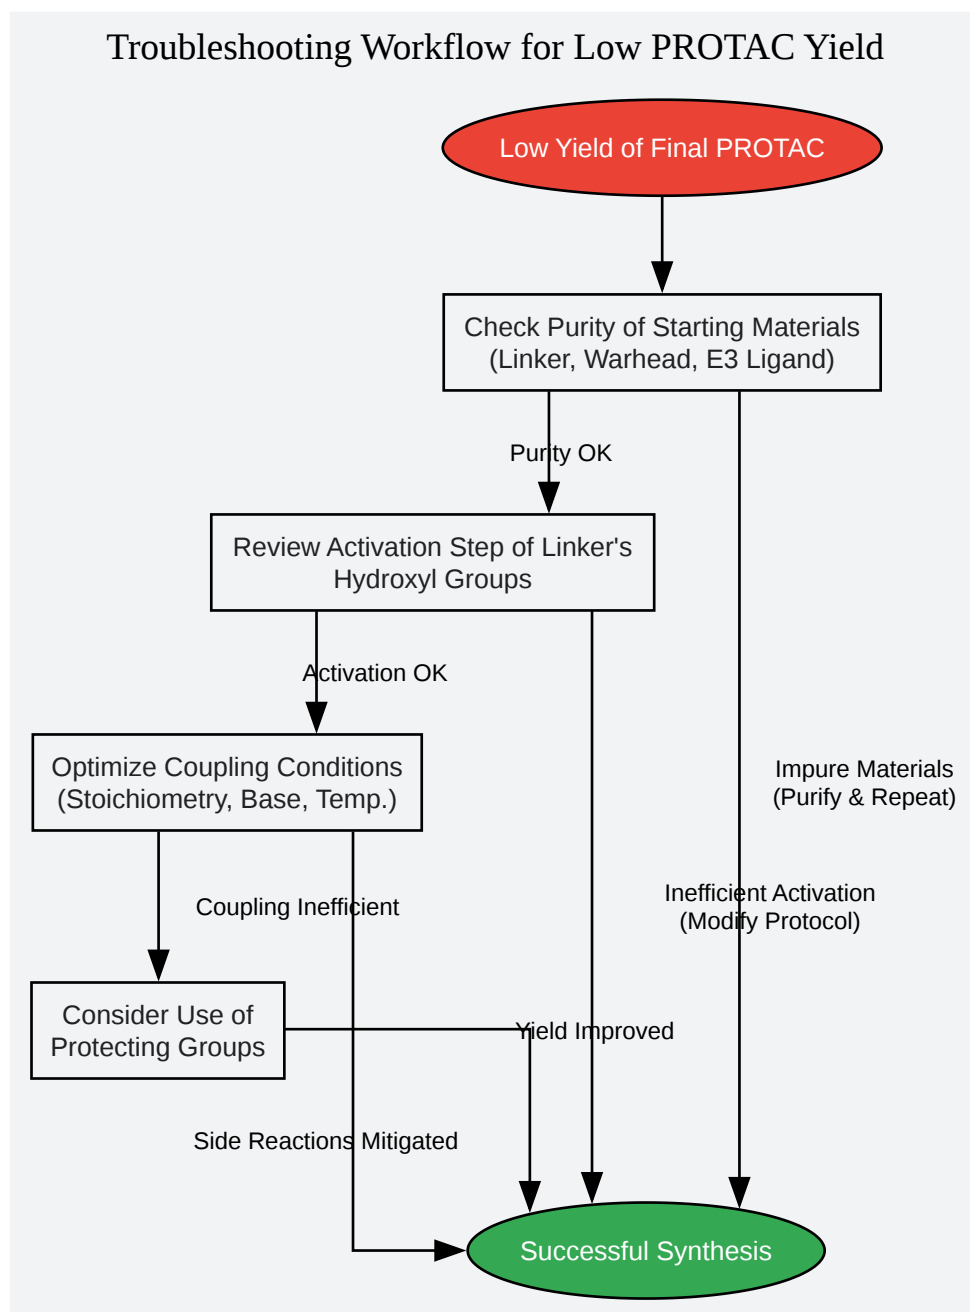 Troubleshooting Workflow for Low PROTAC Yield
Low Yield of Final PROTAC
Check Purity of Starting Materials
(Linker, Warhead, E3 Ligand)
Purity OK
Review Activation Step of Linker's
Hydroxyl Groups
Activation OK
Optimize Coupling Conditions
(Stoichiometry, Base, Temp.)
Impure Materials
(Purify & Repeat)
Coupling Inefficient
Inefficient Activation
(Modify Protocol)
Consider Use of
Protecting Groups
Yield Improved
Side Reactions Mitigated
Successful Synthesis